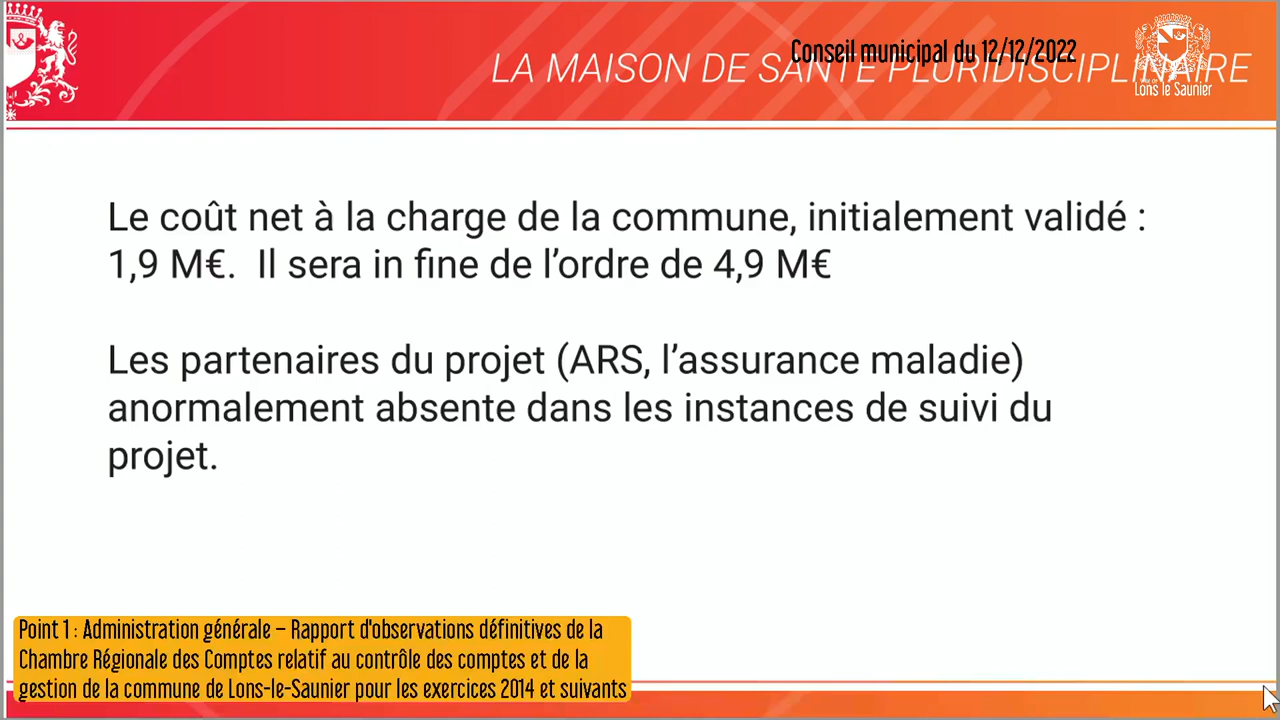 Conseil municipal du 12/12/2022
LA MAISON DE SANTÉ PLURIDISCIPLINAIRE
Lons le Saunier
Le coût net à la charge de la commune, initialement validé :
1,9 M€.  Il sera in fine de l’ordre de 4,9 M€
Les partenaires du projet (ARS, l’assurance maladie)
anormalement absente dans les instances de suivi du
projet.
Point 1 : Administration générale – Rapport d'observations définitives de la
Chambre Régionale des Comptes relatif au contrôle des comptes et de la
gestion de la commune de Lons-le-Saunier pour les exercices 2014 et suivants